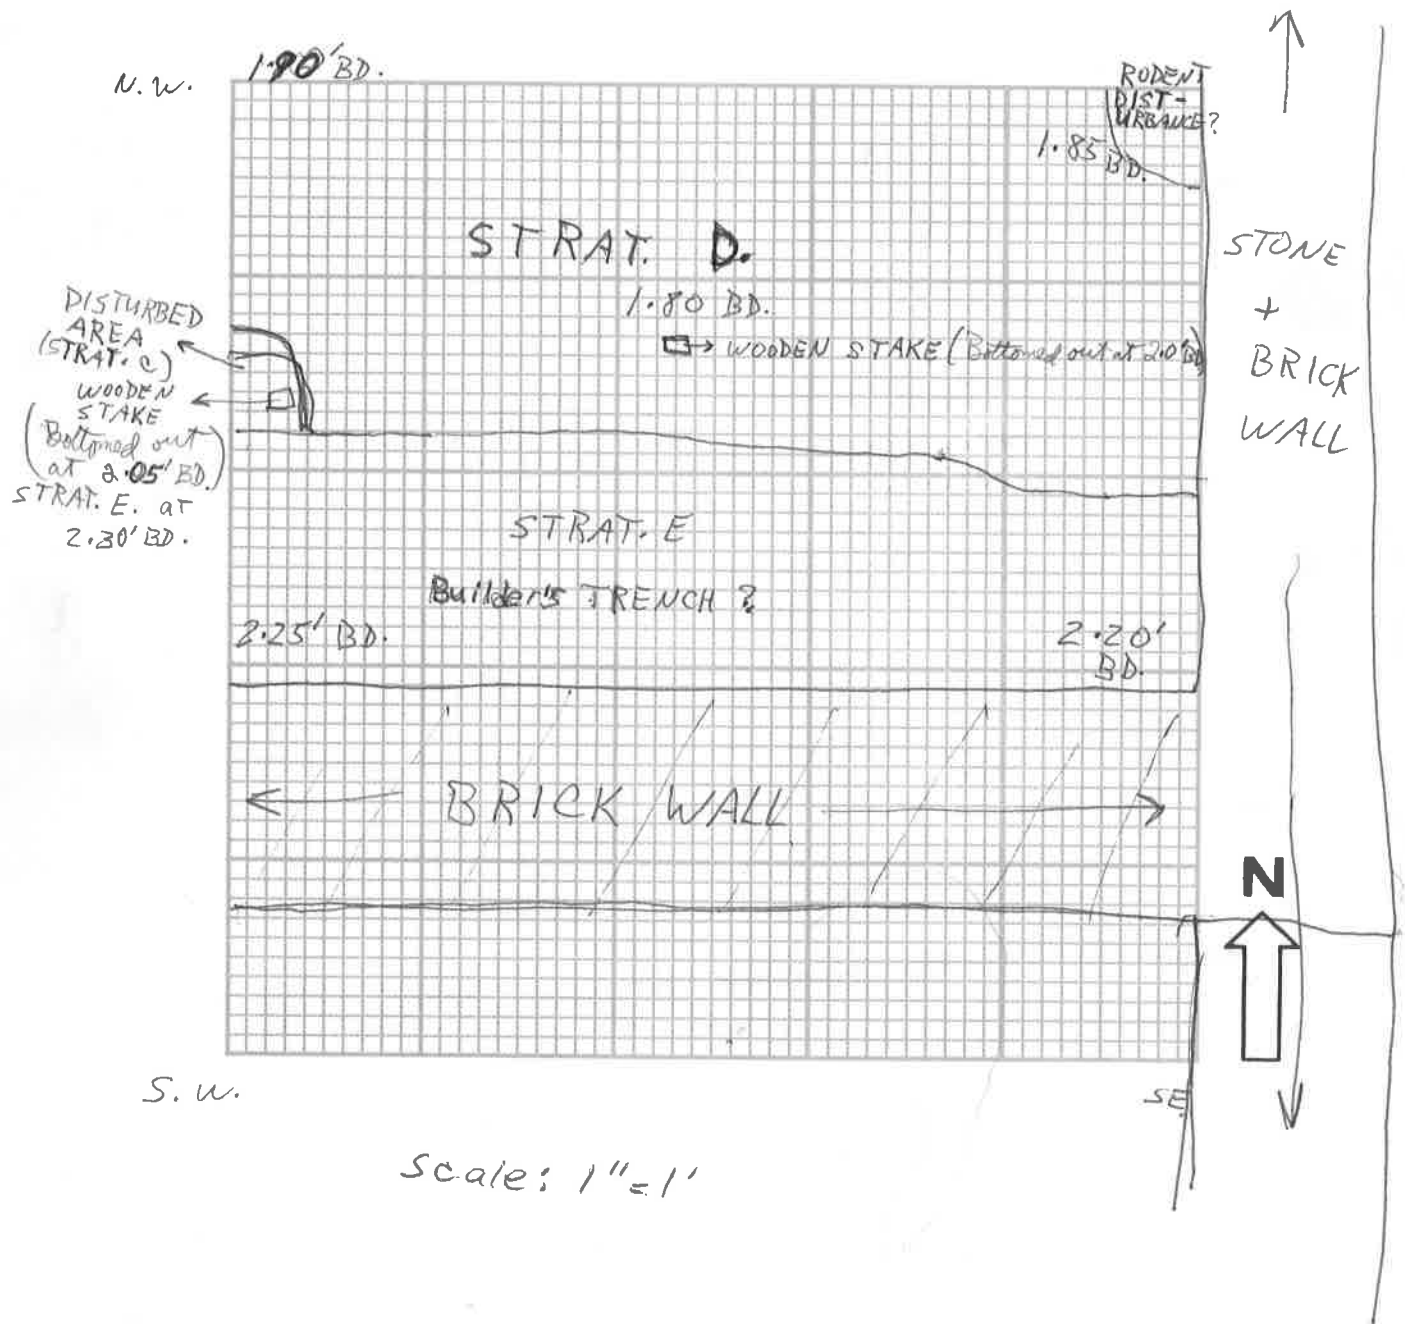 1.90' BD.
N.W.
RODENT
DIST-
URBANCE?
1.85 BD.
STRAT. D.
1.80 BD.
WOODEN STAKE (Bottomed out at 2.0' BD
DISTURBED
AREA
(STRAT. C)
WOODEN
STAKE
(Bottomed out
at 2.05' BD.)
STRAT. E. at
2.30' BD.
STRAT. E
Builder's TRENCH ?
2.25' BD.
2.20'
BD.
BRICK WALL
STONE
+
BRICK
WALL
N
S.W.
SE
Scale: 1"=1'